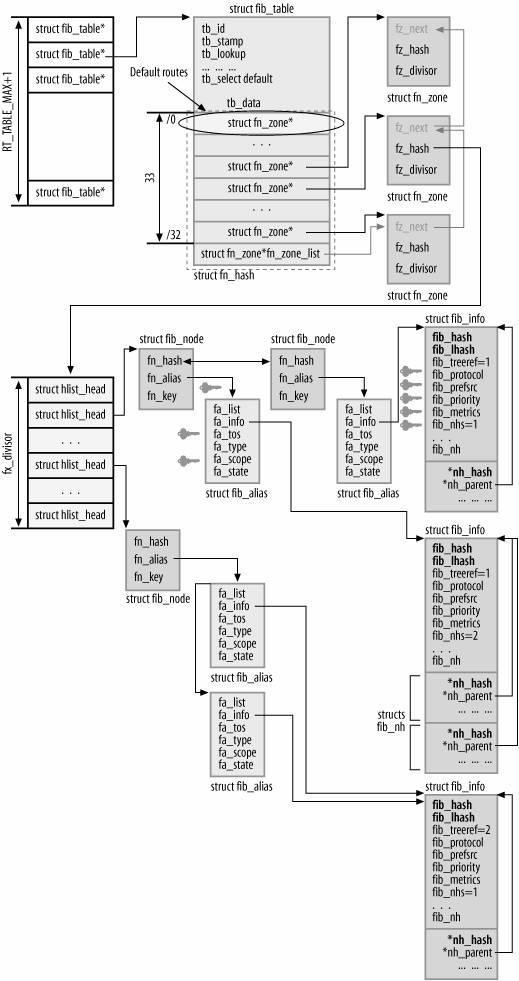 struct fib_table*
struct fib_table*
struct fib_table*
struct fib_table*
RT_TABLE_MAX+1
struct fib_table
tb_id
tb_stamp
tb_lookup
... ... ...
tb_select default
Default routes
tb_data
/0
struct fn_zone*
. . .
struct fn_zone*
struct fn_zone*
. . .
struct fn_zone*
33
/32
struct fn_zone*fn_zone_list
struct fn_hash
fz_next
fz_hash
fz_divisor
struct fn_zone
fz_next
fz_hash
fz_divisor
struct fn_zone
fz_next
fz_hash
fz_divisor
struct fn_zone
fx_divisor
struct hlist_head
struct hlist_head
. . .
struct hlist_head
. . .
struct hlist_head
struct fib_node
fn_hash
fn_alias
fn_key
struct fib_node
fn_hash
fn_alias
fn_key
fa_list
fa_info
fa_tos
fa_type
fa_scope
fa_state
struct fib_alias
fa_list
fa_info
fa_tos
fa_type
fa_scope
fa_state
struct fib_alias
struct fib_info
fib_hash
fib_lhash
fib_treeref=1
fib_protocol
fib_prefsrc
fib_priority
fib_metrics
fib_nhs=1
. . .
fib_nh
*nh_hash
*nh_parent
... ... ...
fn_hash
fn_alias
fn_key
struct fib_node
fa_list
fa_info
fa_tos
fa_type
fa_scope
fa_state
struct fib_alias
fa_list
fa_info
fa_tos
fa_type
fa_scope
fa_state
struct fib_alias
struct fib_info
fib_hash
fib_lhash
fib_treeref=1
fib_protocol
fib_prefsrc
fib_priority
fib_metrics
fib_nhs=2
. . .
fib_nh
structs
fib_nh
*nh_hash
*nh_parent
... ... ...
*nh_hash
*nh_parent
... ... ...
struct fib_info
fib_hash
fib_lhash
fib_treeref=2
fib_protocol
fib_prefsrc
fib_priority
fib_metrics
fib_nhs=1
. . .
fib_nh
*nh_hash
*nh_parent
... ... ...